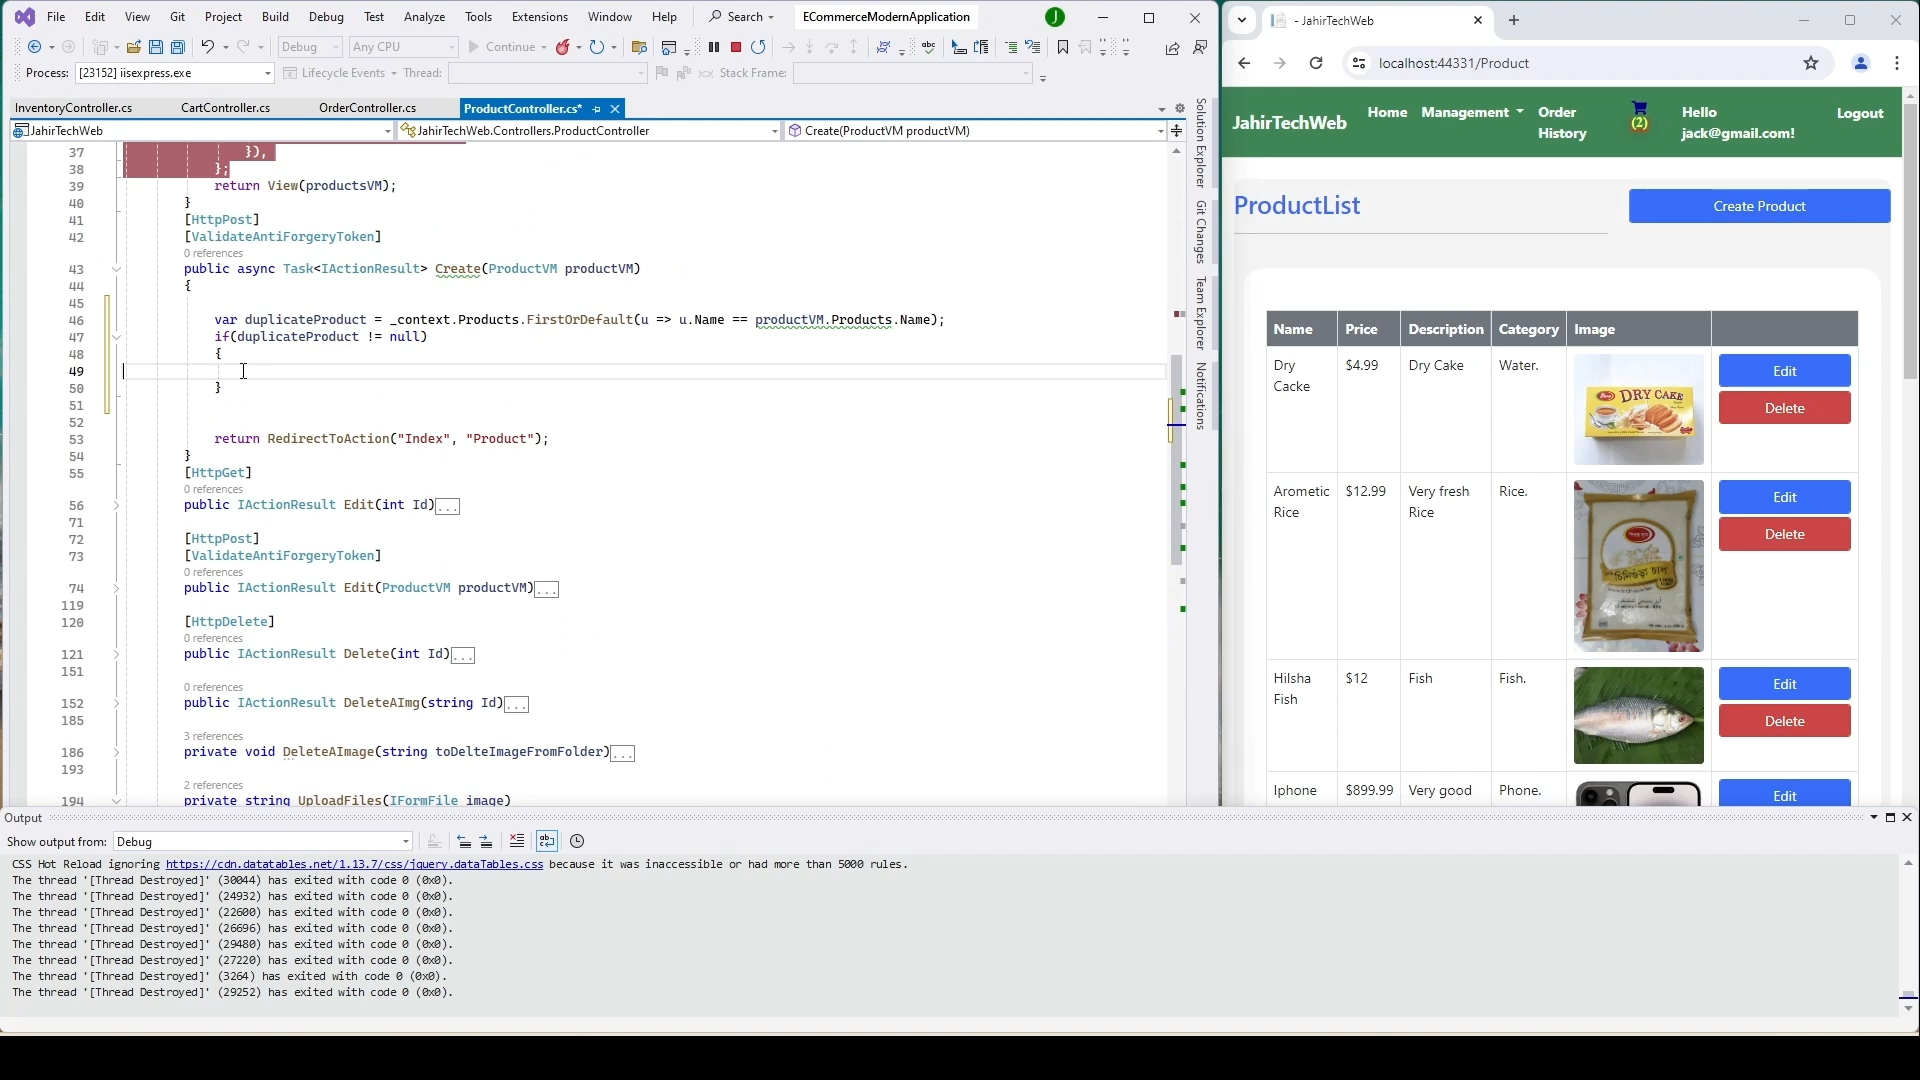 File Edit View Git Project Build Debug Test Analyze Tools Extensions Window Help Search ECommerceModernApplication J
Debug Any CPU Continue
Process: [23152] iisexpress.exe Lifecycle Events Thread: Stack Frame:
InventoryController.cs CartController.cs OrderController.cs ProductController.cs*
JahirTechWeb JahirTechWeb.Controllers.ProductController Create(ProductVM productVM)
37 }),
38 };
39 return View(productsVM);
40 }
41 [HttpPost]
42 [ValidateAntiForgeryToken]
0 references
43 public async Task<IActionResult> Create(ProductVM productVM)
44 {
45
46 var duplicateProduct = _context.Products.FirstOrDefault(u => u.Name == productVM.Products.Name);
47 if(duplicateProduct != null)
48 {
49
50 }
51
52
53 return RedirectToAction("Index", "Product");
54 }
55 [HttpGet]
0 references
56 public IActionResult Edit(int Id)...
71
72 [HttpPost]
73 [ValidateAntiForgeryToken]
0 references
74 public IActionResult Edit(ProductVM productVM)...
119
120 [HttpDelete]
0 references
121 public IActionResult Delete(int Id)...
151
0 references
152 public IActionResult DeleteAImg(string Id)...
185
3 references
186 private void DeleteAImage(string toDelteImageFromFolder)...
193
2 references
194 private string UploadFiles(IFormFile image)
Solution Explorer
Git Changes
Team Explorer
Notifications
Output
Show output from: Debug
CSS Hot Reload ignoring https://cdn.datatables.net/1.13.7/css/jquery.dataTables.css because it was inaccessible or had more than 5000 rules.
The thread '[Thread Destroyed]' (30044) has exited with code 0 (0x0).
The thread '[Thread Destroyed]' (24932) has exited with code 0 (0x0).
The thread '[Thread Destroyed]' (22600) has exited with code 0 (0x0).
The thread '[Thread Destroyed]' (26696) has exited with code 0 (0x0).
The thread '[Thread Destroyed]' (29480) has exited with code 0 (0x0).
The thread '[Thread Destroyed]' (27220) has exited with code 0 (0x0).
The thread '[Thread Destroyed]' (3264) has exited with code 0 (0x0).
The thread '[Thread Destroyed]' (29252) has exited with code 0 (0x0).
- JahirTechWeb
localhost:44331/Product
JahirTechWeb Home Management Order History (2) Hello jack@gmail.com! Logout
ProductList Create Product
Name Price Description Category Image
Dry Cacke $4.99 Dry Cake Water. Edit
Delete
DRY CAKE
Arometic Rice $12.99 Very fresh Rice Rice. Edit
Delete
চিনিগুঁড়া চাল
Hilsha Fish $12 Fish Fish. Edit
Delete
Iphone $899.99 Very good Phone. Edit